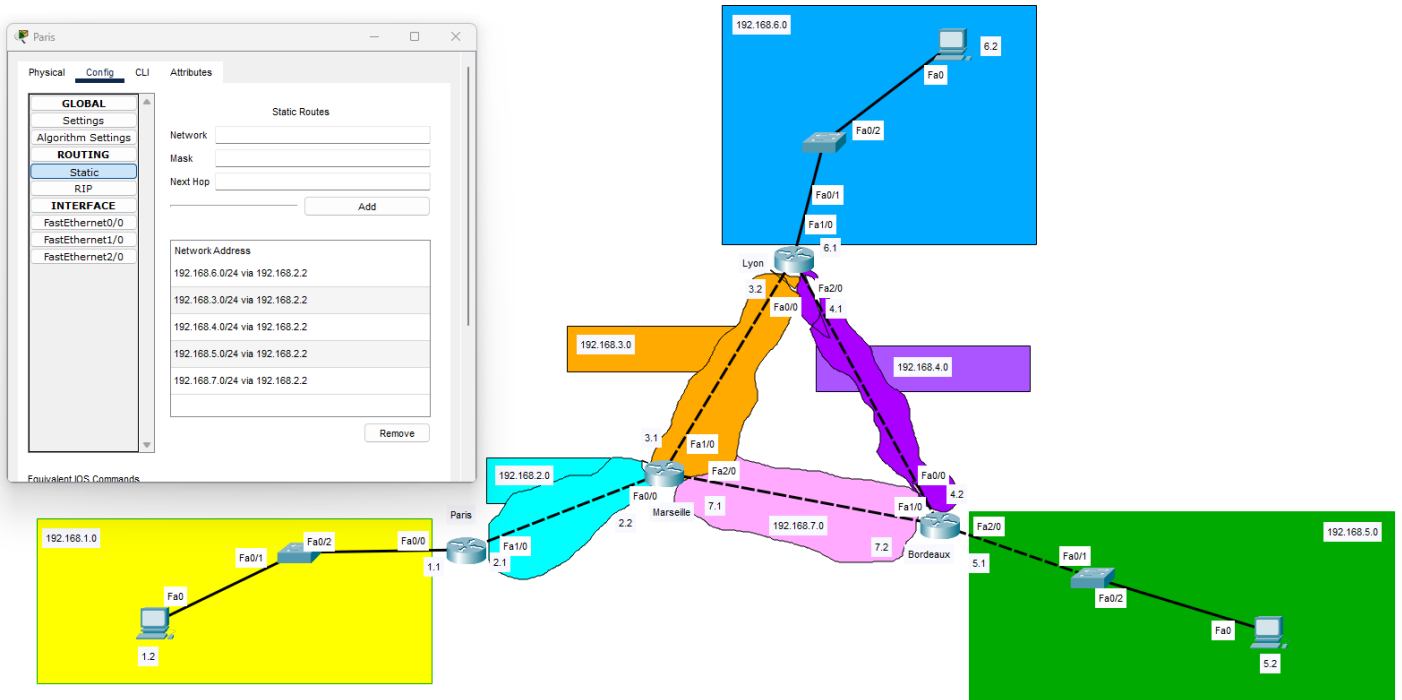 Paris
Physical Config CLI Attributes
GLOBAL
Settings
Algorithm Settings
ROUTING
Static
RIP
INTERFACE
FastEthernet0/0
FastEthernet1/0
FastEthernet2/0
Static Routes
Network
Mask
Next Hop
Add
Network Address
192.168.6.0/24 via 192.168.2.2
192.168.3.0/24 via 192.168.2.2
192.168.4.0/24 via 192.168.2.2
192.168.5.0/24 via 192.168.2.2
192.168.7.0/24 via 192.168.2.2
Remove
Equivalent IOS Commands
192.168.6.0
6.2
Fa0
Fa0/2
Fa0/1
Fa1/0
6.1
Lyon
3.2
Fa0/0
Fa2/0
4.1
192.168.3.0
192.168.4.0
3.1
Fa1/0
192.168.2.0
Fa0/0
2.2
Marseille
Fa2/0
7.1
192.168.7.0
7.2
Fa1/0
Fa0/0
4.2
Bordeaux
Fa2/0
5.1
192.168.5.0
Fa0/1
Fa0/2
Fa0
5.2
Paris
Fa1/0
2.1
Fa0/0
1.1
192.168.1.0
Fa0/2
Fa0/1
Fa0
1.2